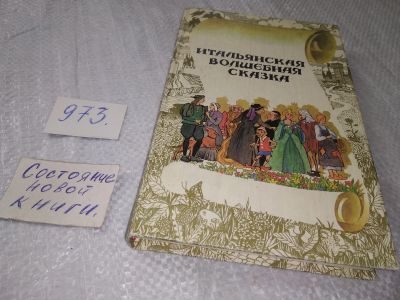 ИТАЛЬЯНСКАЯ
ВОЛШЕБНАЯ
СКАЗКА
973.
Состояние
новой
книги.